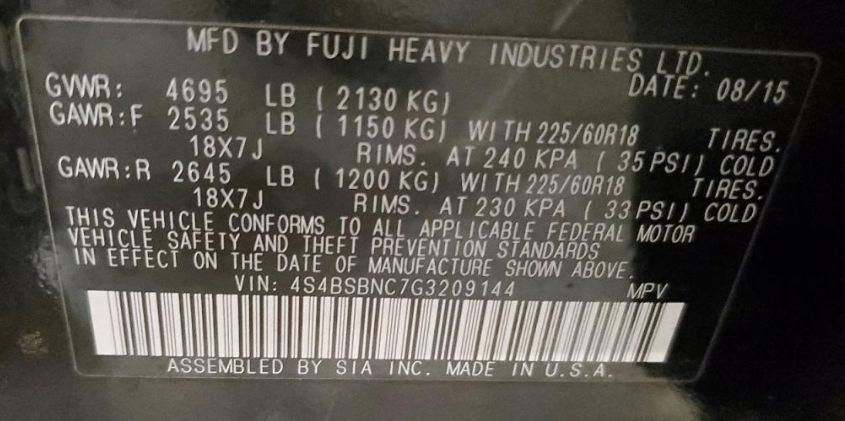 MFD BY FUJI HEAVY INDUSTRIES LTD.
DATE: 08/15
GVWR: 4695 LB ( 2130 KG)
GAWR:F 2535 LB ( 1150 KG) WITH 225/60R18 TIRES.
18X7J RIMS. AT 240 KPA ( 35 PSI) COLD
GAWR:R 2645 LB ( 1200 KG) WITH 225/60R18 TIRES.
18X7J RIMS. AT 230 KPA ( 33 PSI) COLD
THIS VEHICLE CONFORMS TO ALL APPLICABLE FEDERAL MOTOR
VEHICLE SAFETY AND THEFT PREVENTION STANDARDS
IN EFFECT ON THE DATE OF MANUFACTURE SHOWN ABOVE.
VIN: 4S4BSBNC7G3209144 MPV
ASSEMBLED BY SIA INC. MADE IN U.S.A.